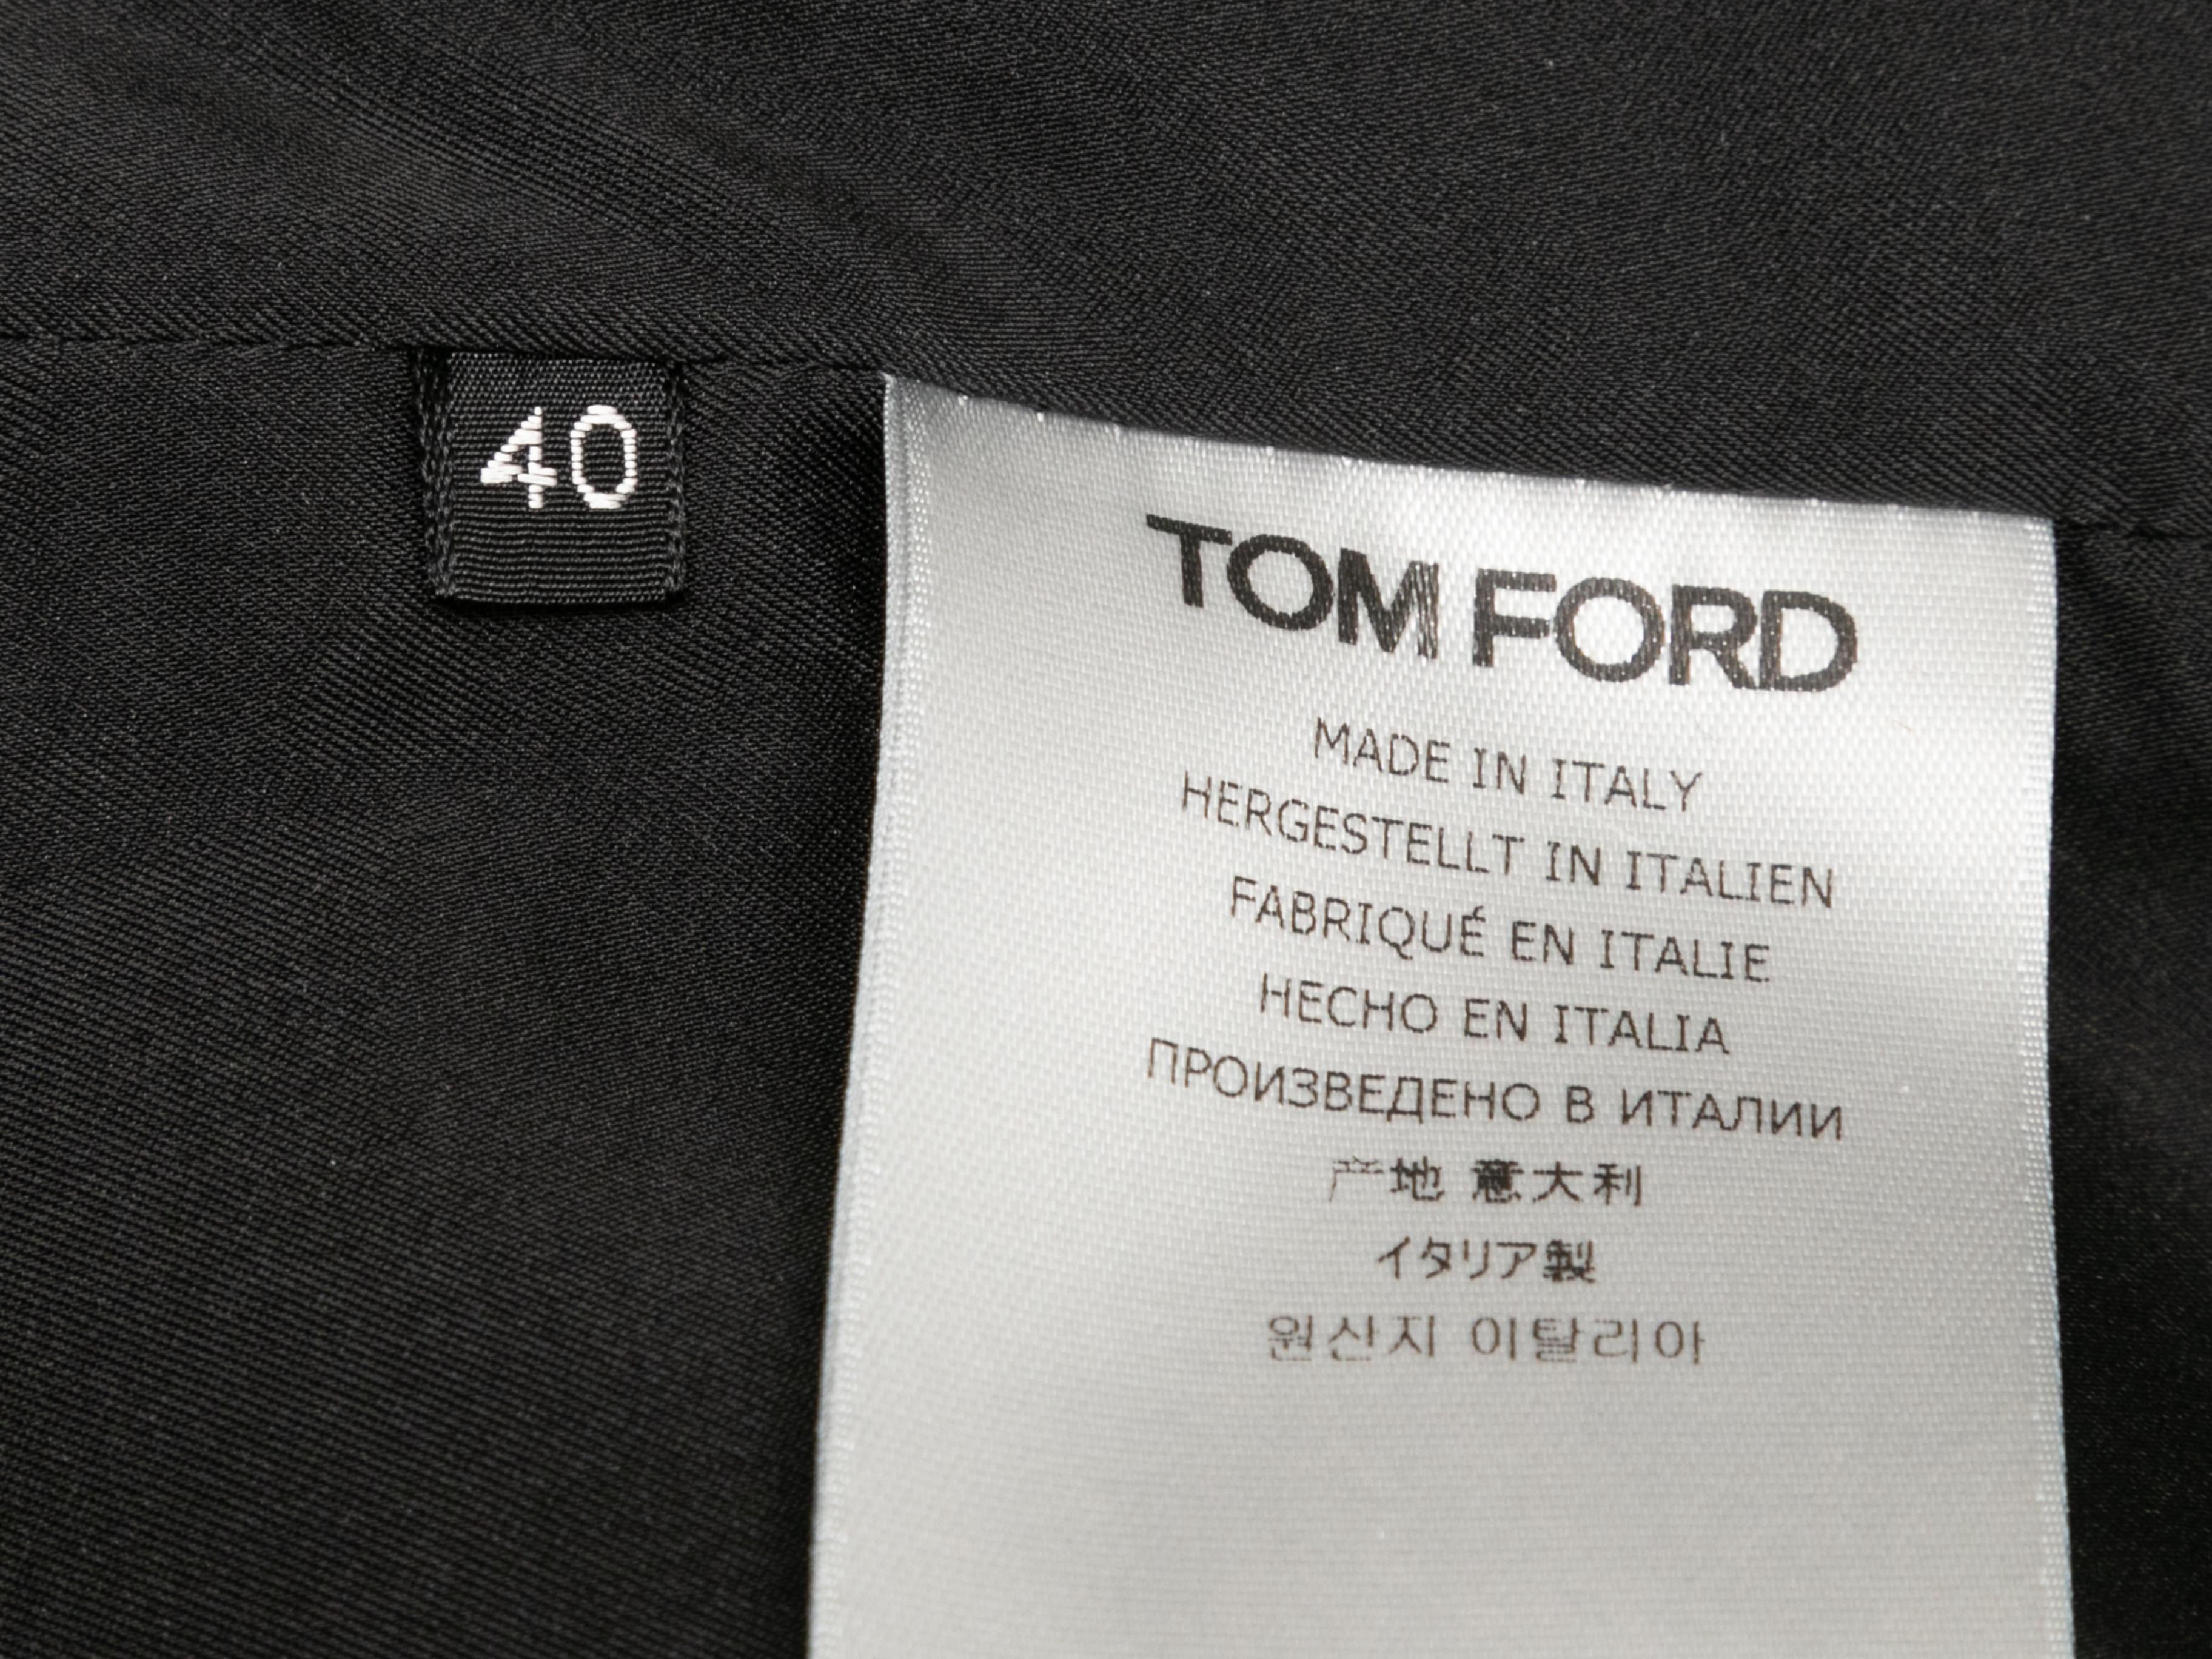 40
TOM FORD
MADE IN ITALY
HERGESTELLT IN ITALIEN
FABRIQUÉ EN ITALIE
HECHO EN ITALIA
ПРОИЗВЕДЕНО В ИТАЛИИ
产地 意大利
イタリア製
원산지 이탈리아